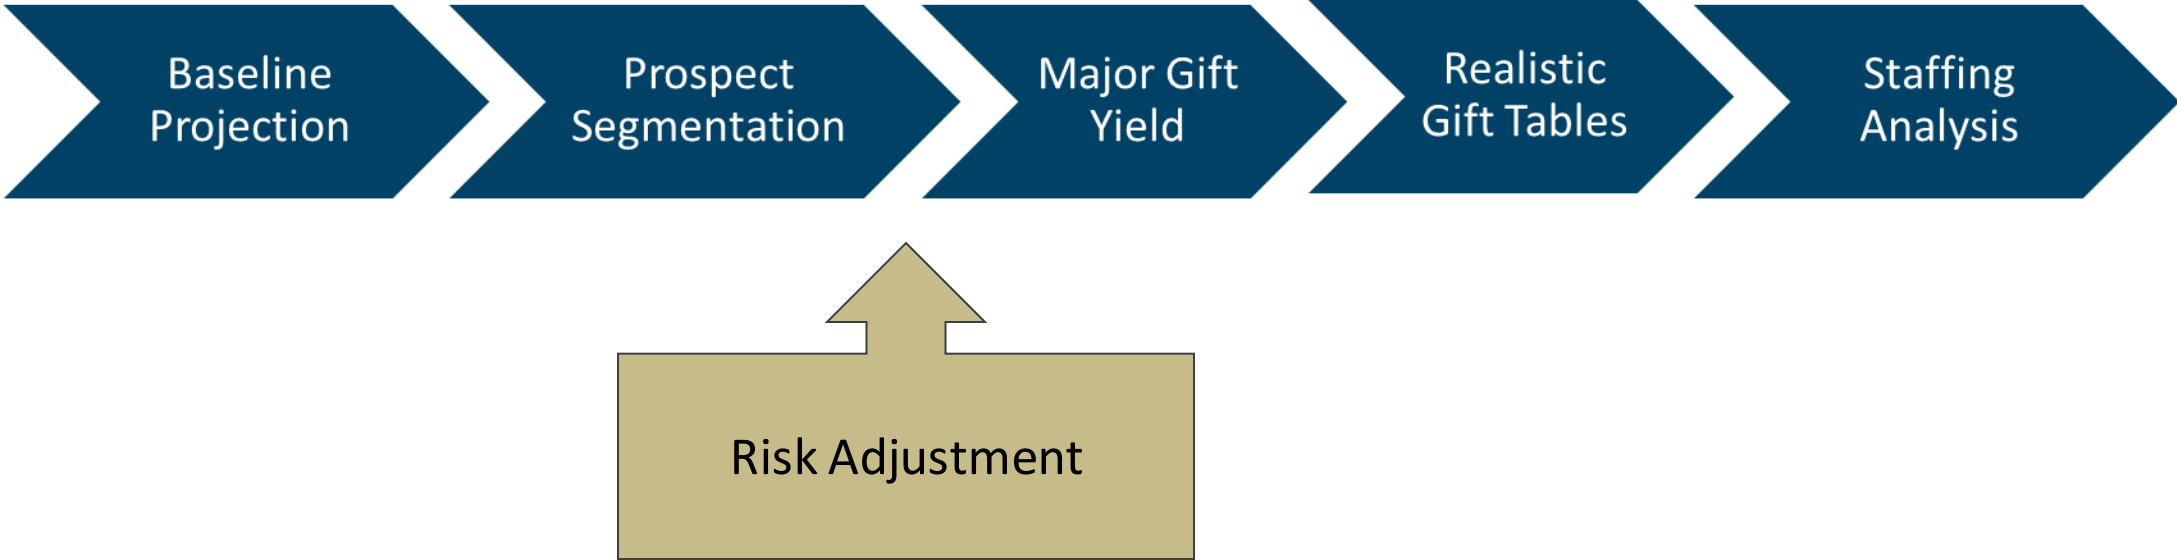 Baseline
Projection
Prospect
Segmentation
Major Gift
Yield
Realistic
Gift Tables
Staffing
Analysis
Risk Adjustment